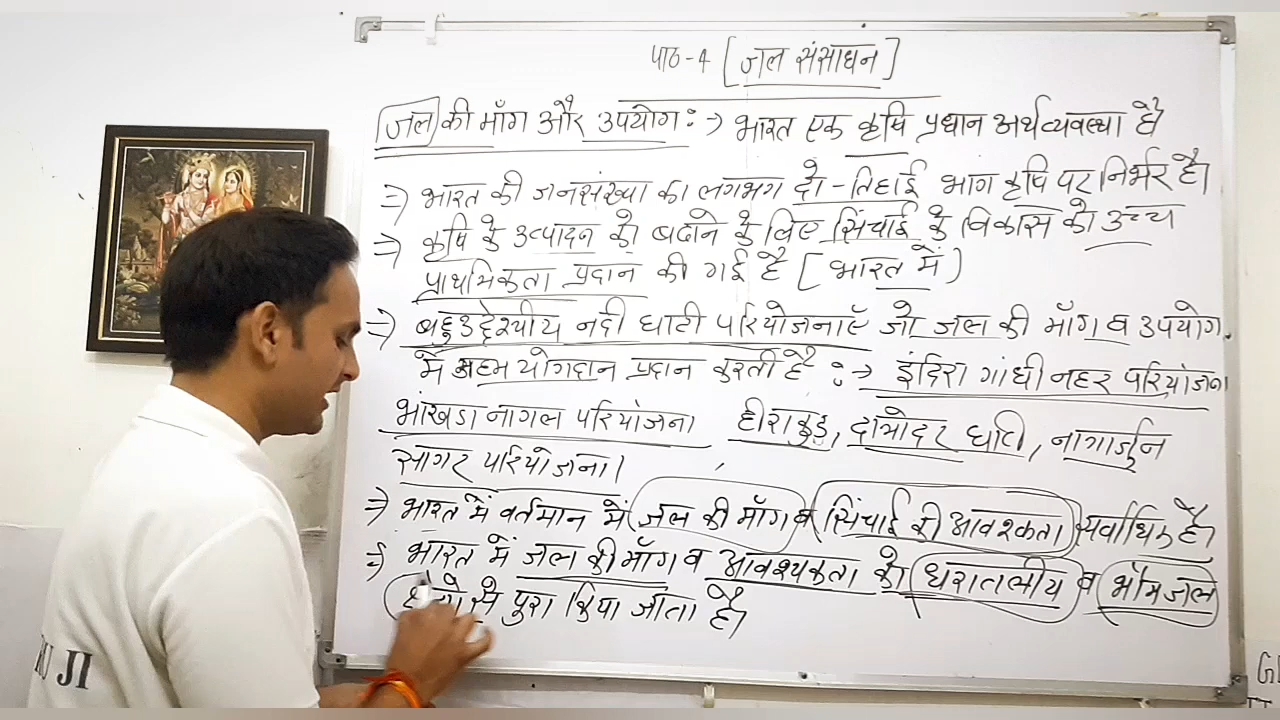 पाठ-4 [जल संसाधन]
जल की माँग और उपयोग :→ भारत एक कृषि प्रधान अर्थव्यवस्था है
⇒ भारत की जनसंख्या का लगभग दो-तिहाई भाग कृषि पर निर्भर है।
⇒ कृषि के उत्पादन को बढाने के लिए सिंचाई के विकास को उच्च
प्राथमिकता प्रदान की गई है [भारत में]
⇒ बहुउद्देश्यीय नदी घाटी परियोजनाएँ जो जल की माँग व उपयोग
में अहम योगदान प्रदान करती है :→ इंदिरा गांधी नहर परियोजना
भाखडा नागल परियोजना हीराकुंड, दामोदर घाटी, नागार्जुन
सागर परियोजना।
⇒ भारत में वर्तमान में जल की माँग व सिंचाई की आवश्कता सर्वाधिक है।
⇒ भारत में जल की माँग व आवश्यकता को धरातलीय व भौमजल
से पुरा किया जाता है।
JI